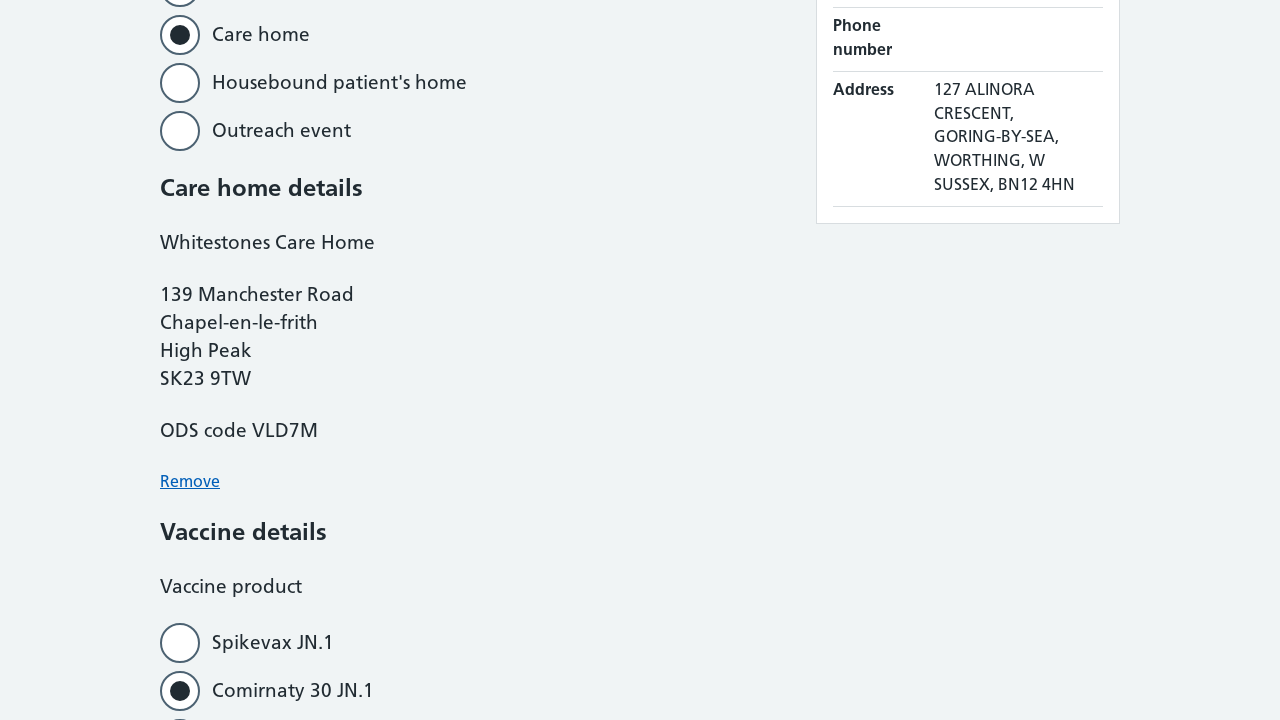 Care home
Housebound patient's home
Outreach event
Care home details
Whitestones Care Home
139 Manchester Road
Chapel-en-le-frith
High Peak
SK23 9TW
ODS code VLD7M
Remove
Vaccine details
Vaccine product
Spikevax JN.1
Comirnaty 30 JN.1
Phone
number
Address
127 ALINORA
CRESCENT,
GORING-BY-SEA,
WORTHING, W
SUSSEX, BN12 4HN